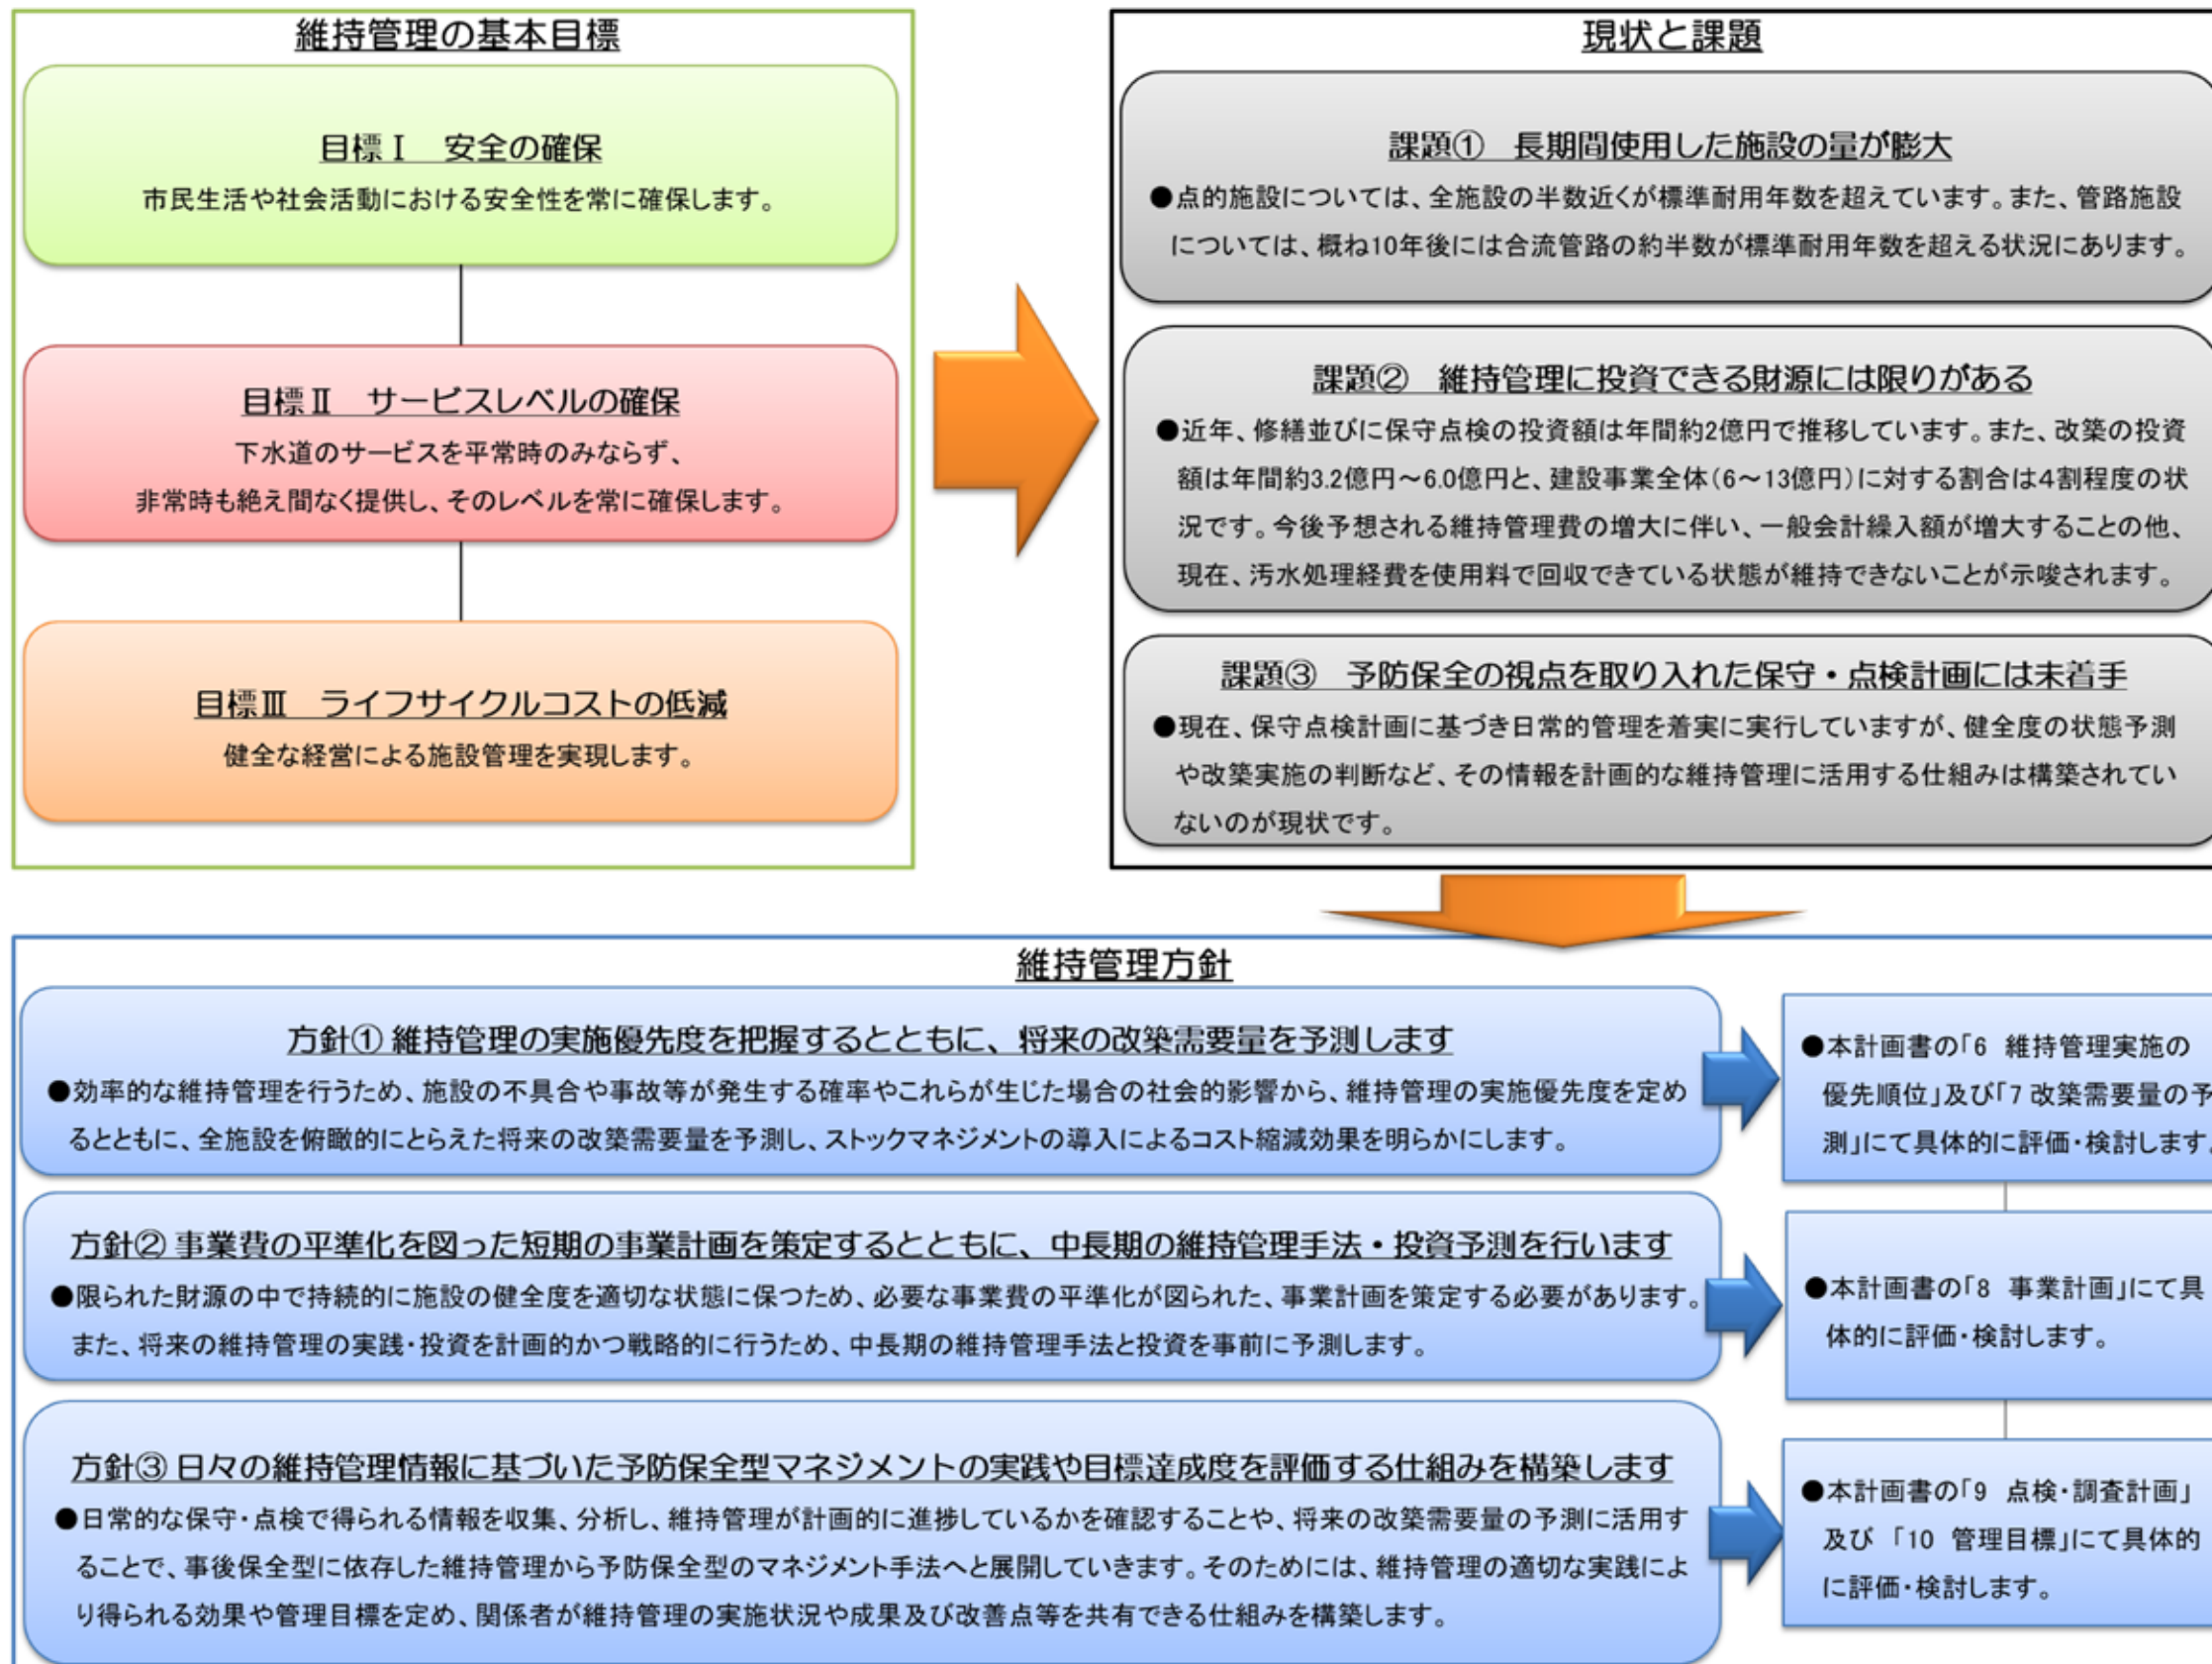 維持管理の基本目標
目標Ⅰ　安全の確保
市民生活や社会活動における安全性を常に確保します。
目標Ⅱ　サービスレベルの確保
下水道のサービスを平常時のみならず、
非常時も絶え間なく提供し、そのレベルを常に確保します。
目標Ⅲ　ライフサイクルコストの低減
健全な経営による施設管理を実現します。
現状と課題
課題①　長期間使用した施設の量が膨大
●点的施設については、全施設の半数近くが標準耐用年数を超えています。また、管路施設
については、概ね10年後には合流管路の約半数が標準耐用年数を超える状況にあります。
課題②　維持管理に投資できる財源には限りがある
●近年、修繕並びに保守点検の投資額は年間約2億円で推移しています。また、改築の投資
額は年間約3.2億円～6.0億円と、建設事業全体（6～13億円）に対する割合は４割程度の状
況です。今後予想される維持管理費の増大に伴い、一般会計繰入額が増大することの他、
現在、汚水処理経費を使用料で回収できている状態が維持できないことが示唆されます。
課題③　予防保全の視点を取り入れた保守・点検計画には未着手
●現在、保守点検計画に基づき日常的管理を着実に実行していますが、健全度の状態予測
や改築実施の判断など、その情報を計画的な維持管理に活用する仕組みは構築されてい
ないのが現状です。
維持管理方針
方針① 維持管理の実施優先度を把握するとともに、将来の改築需要量を予測します
●効率的な維持管理を行うため、施設の不具合や事故等が発生する確率やこれらが生じた場合の社会的影響から、維持管理の実施優先度を定め
るとともに、全施設を俯瞰的にとらえた将来の改築需要量を予測し、ストックマネジメントの導入によるコスト縮減効果を明らかにします。
●本計画書の「6 維持管理実施の
優先順位」及び「7 改築需要量の予
測」にて具体的に評価・検討します。
方針② 事業費の平準化を図った短期の事業計画を策定するとともに、中長期の維持管理手法・投資予測を行います
●限られた財源の中で持続的に施設の健全度を適切な状態に保つため、必要な事業費の平準化が図られた、事業計画を策定する必要があります。
また、将来の維持管理の実践・投資を計画的かつ戦略的に行うため、中長期の維持管理手法と投資を事前に予測します。
●本計画書の「8 事業計画」にて具
体的に評価・検討します。
方針③ 日々の維持管理情報に基づいた予防保全型マネジメントの実践や目標達成度を評価する仕組みを構築します
●日常的な保守・点検で得られる情報を収集、分析し、維持管理が計画的に進捗しているかを確認することや、将来の改築需要量の予測に活用す
ることで、事後保全型に依存した維持管理から予防保全型のマネジメント手法へと展開していきます。そのためには、維持管理の適切な実践によ
り得られる効果や管理目標を定め、関係者が維持管理の実施状況や成果及び改善点等を共有できる仕組みを構築します。
●本計画書の「9 点検・調査計画」
及び 「10 管理目標」にて具体的
に評価・検討します。